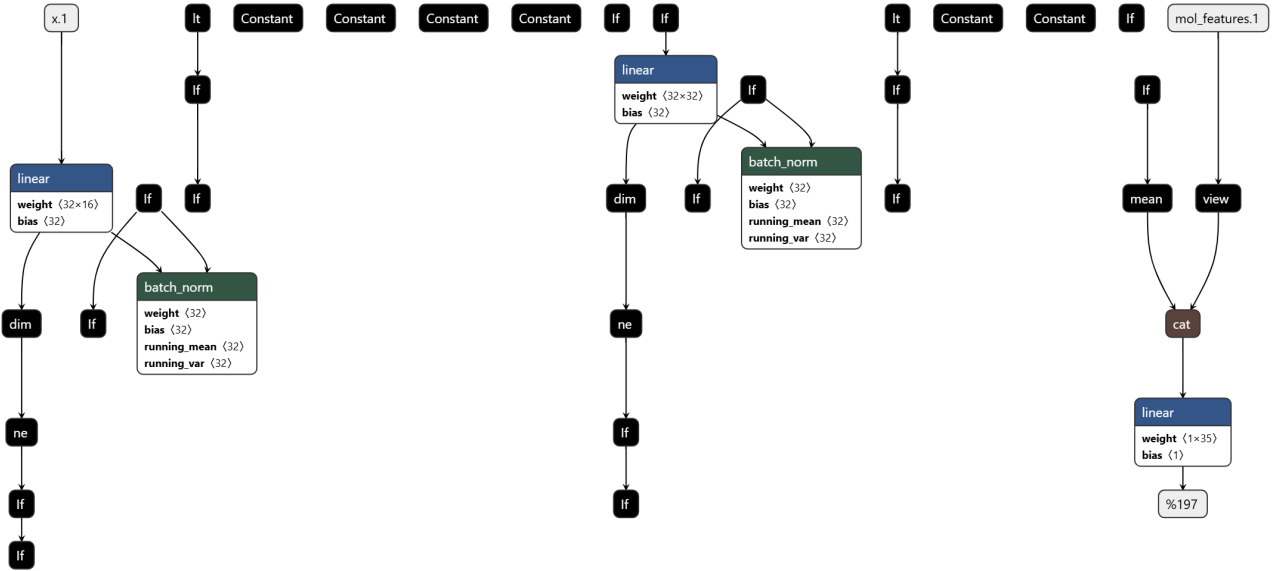 x.1
lt
Constant
Constant
Constant
Constant
If
If
lt
Constant
Constant
If
mol_features.1
linear
weight ⟨32×32⟩
bias ⟨32⟩
If
If
If
If
batch_norm
weight ⟨32⟩
bias ⟨32⟩
running_mean ⟨32⟩
running_var ⟨32⟩
linear
weight ⟨32×16⟩
bias ⟨32⟩
If
If
dim
If
If
mean
view
batch_norm
weight ⟨32⟩
bias ⟨32⟩
running_mean ⟨32⟩
running_var ⟨32⟩
dim
If
ne
cat
ne
If
linear
weight ⟨1×35⟩
bias ⟨1⟩
If
If
%197
If